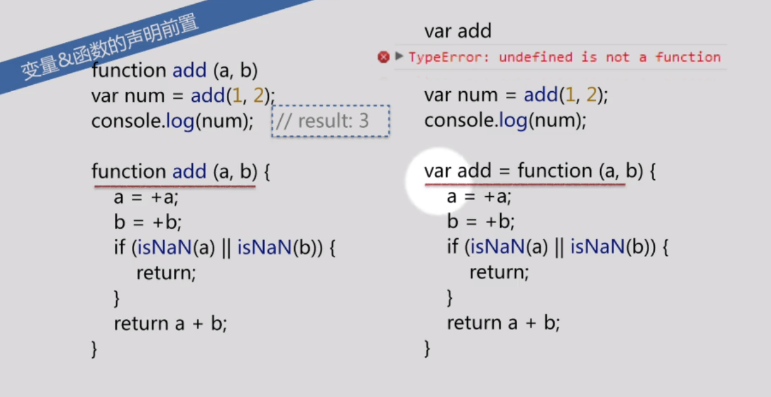 变量&函数的声明前置
function add (a, b)
var num = add(1, 2);
console.log(num);
// result: 3
function add (a, b) {
a = +a;
b = +b;
if (isNaN(a) || isNaN(b)) {
return;
}
return a + b;
}
var add
TypeError: undefined is not a function
var num = add(1, 2);
console.log(num);
var add = function (a, b) {
a = +a;
b = +b;
if (isNaN(a) || isNaN(b)) {
return;
}
return a + b;
}